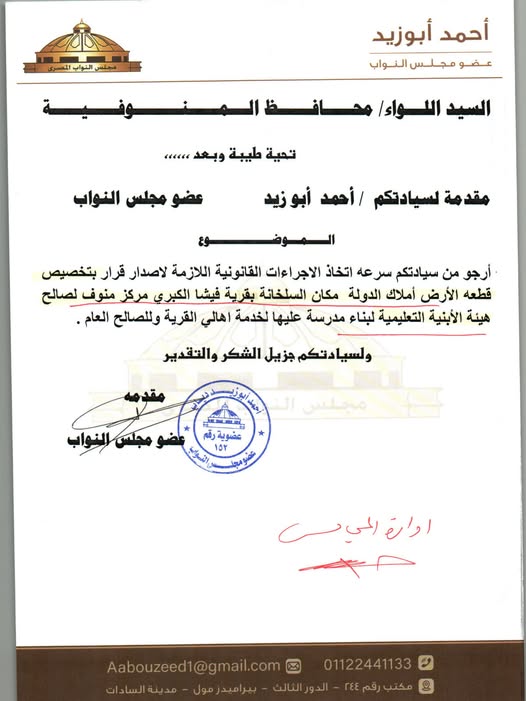 أحمد أبوزيد
عضو مجلس النواب
مجلس النواب المصرى
السيد اللواء/ محافظ المنوفية
تحية طيبة وبعد ,,,,,,
مقدمة لسيادتكم / أحمد أبو زيد عضو مجلس النواب
الموضوع
أرجو من سيادتكم سرعه اتخاذ الاجراءات القانونية اللازمة لاصدار قرار بتخصيص
قطعه الأرض أملاك الدولة مكان السلخانة بقرية فيشا الكبري مركز منوف لصالح
هيئة الأبنية التعليمية لبناء مدرسة عليها لخدمة اهالي القرية وللصالح العام .
ولسيادتكم جزيل الشكر والتقدير
مقدمه
عضو مجلس النواب
أحمد أبوزيد
عضوية رقم
١٥٢
عضو مجلس النواب
مجلس النواب
ادارة
01122441133
Aabouzeed1@gmail.com
مكتب رقم ٢٤٤ - الدور الثالث - بيراميدز مول - مدينة السادات